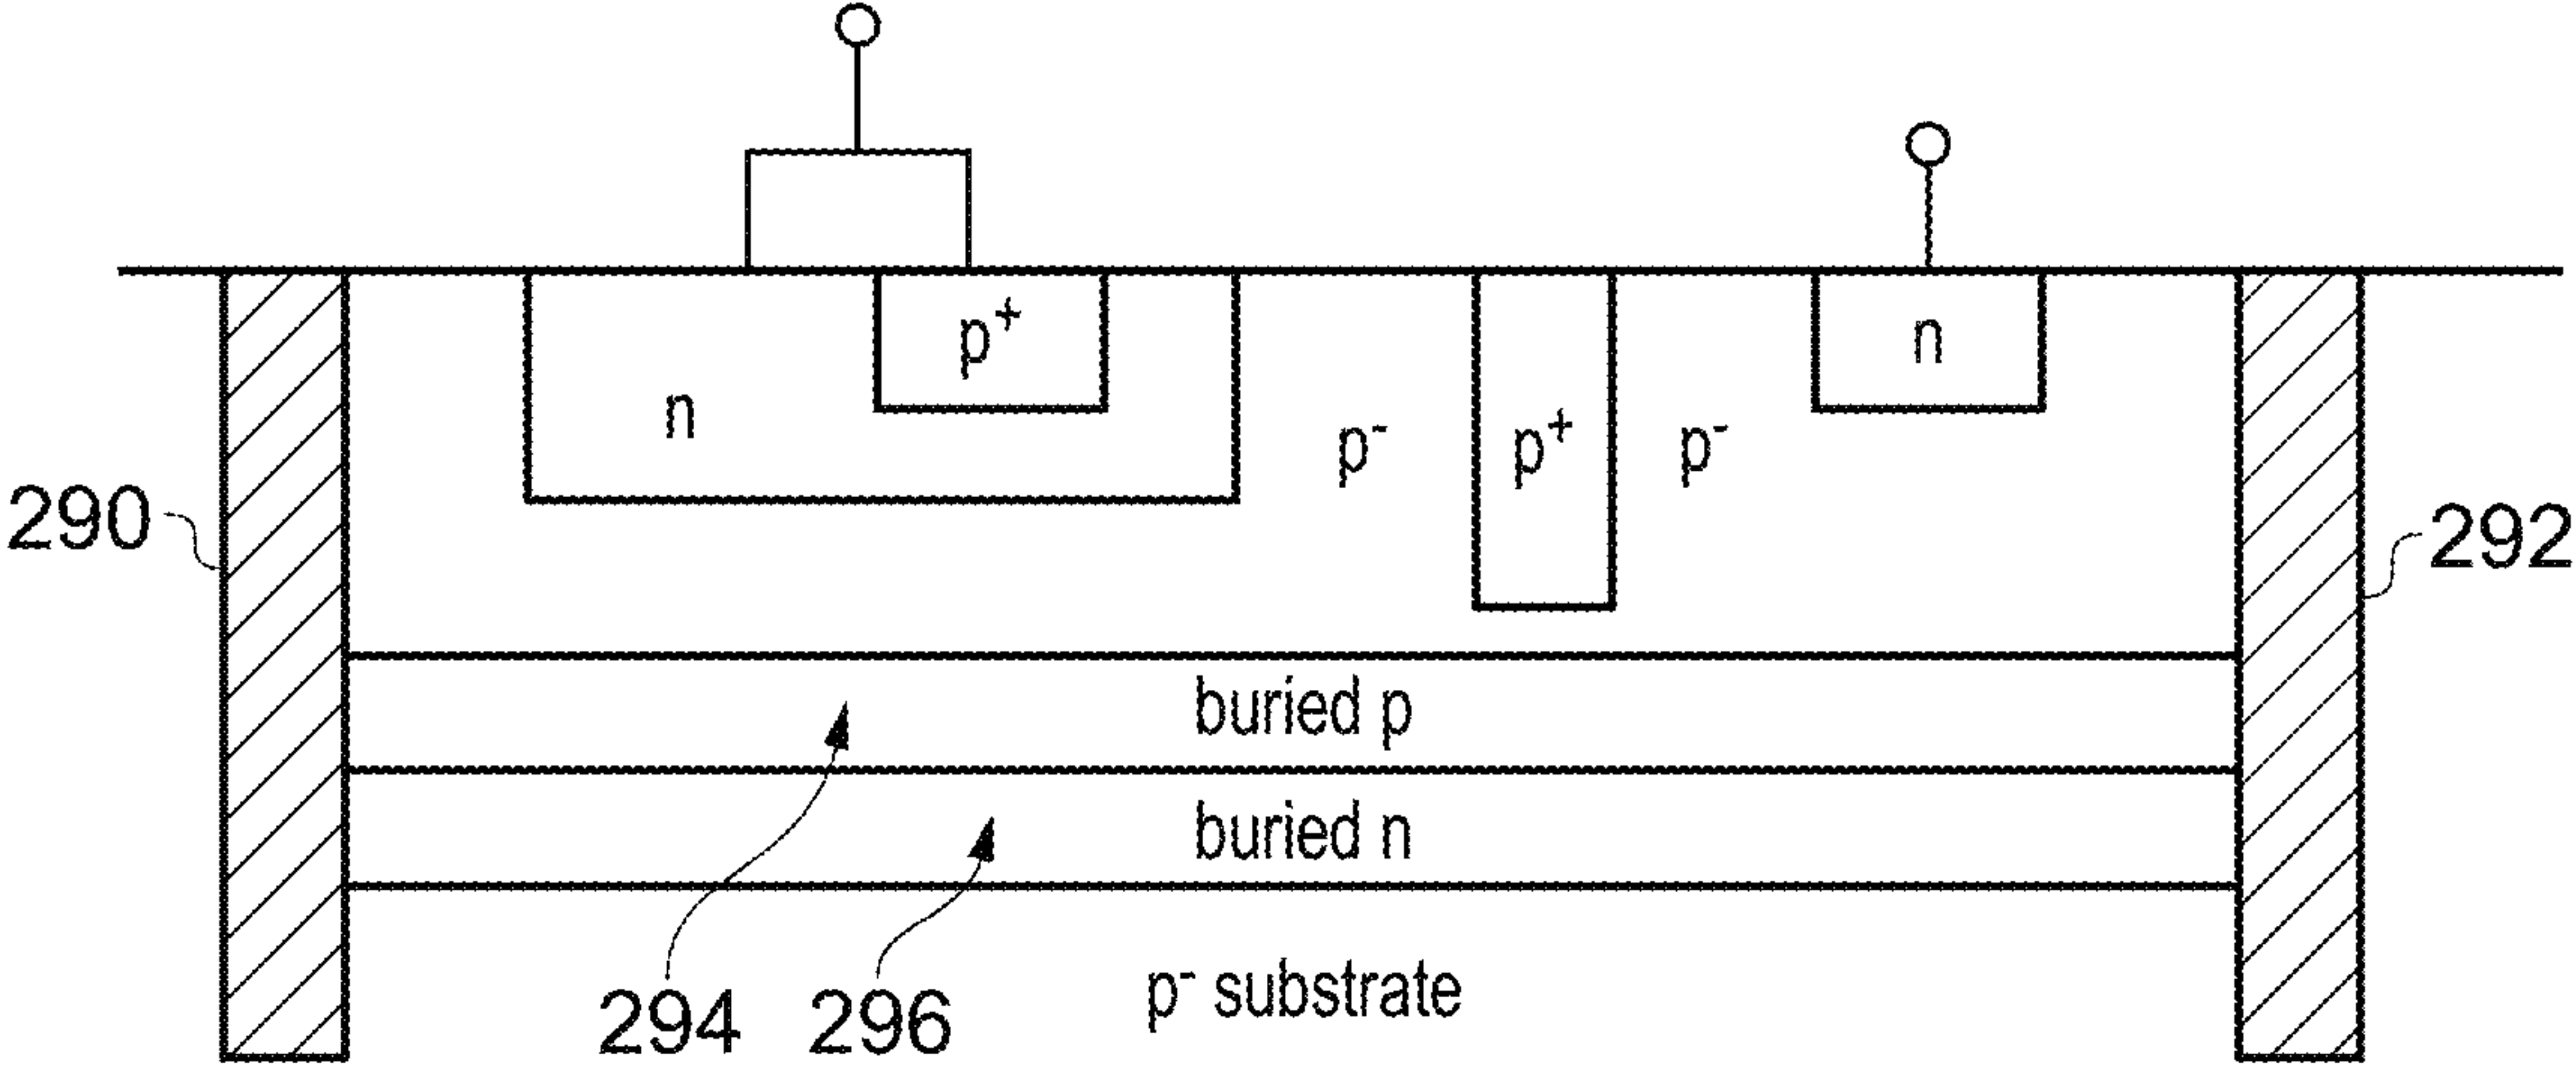 p⁺
n
n
p⁻
p⁺
p⁻
290
292
buried p
buried n
294
296
p⁻ substrate